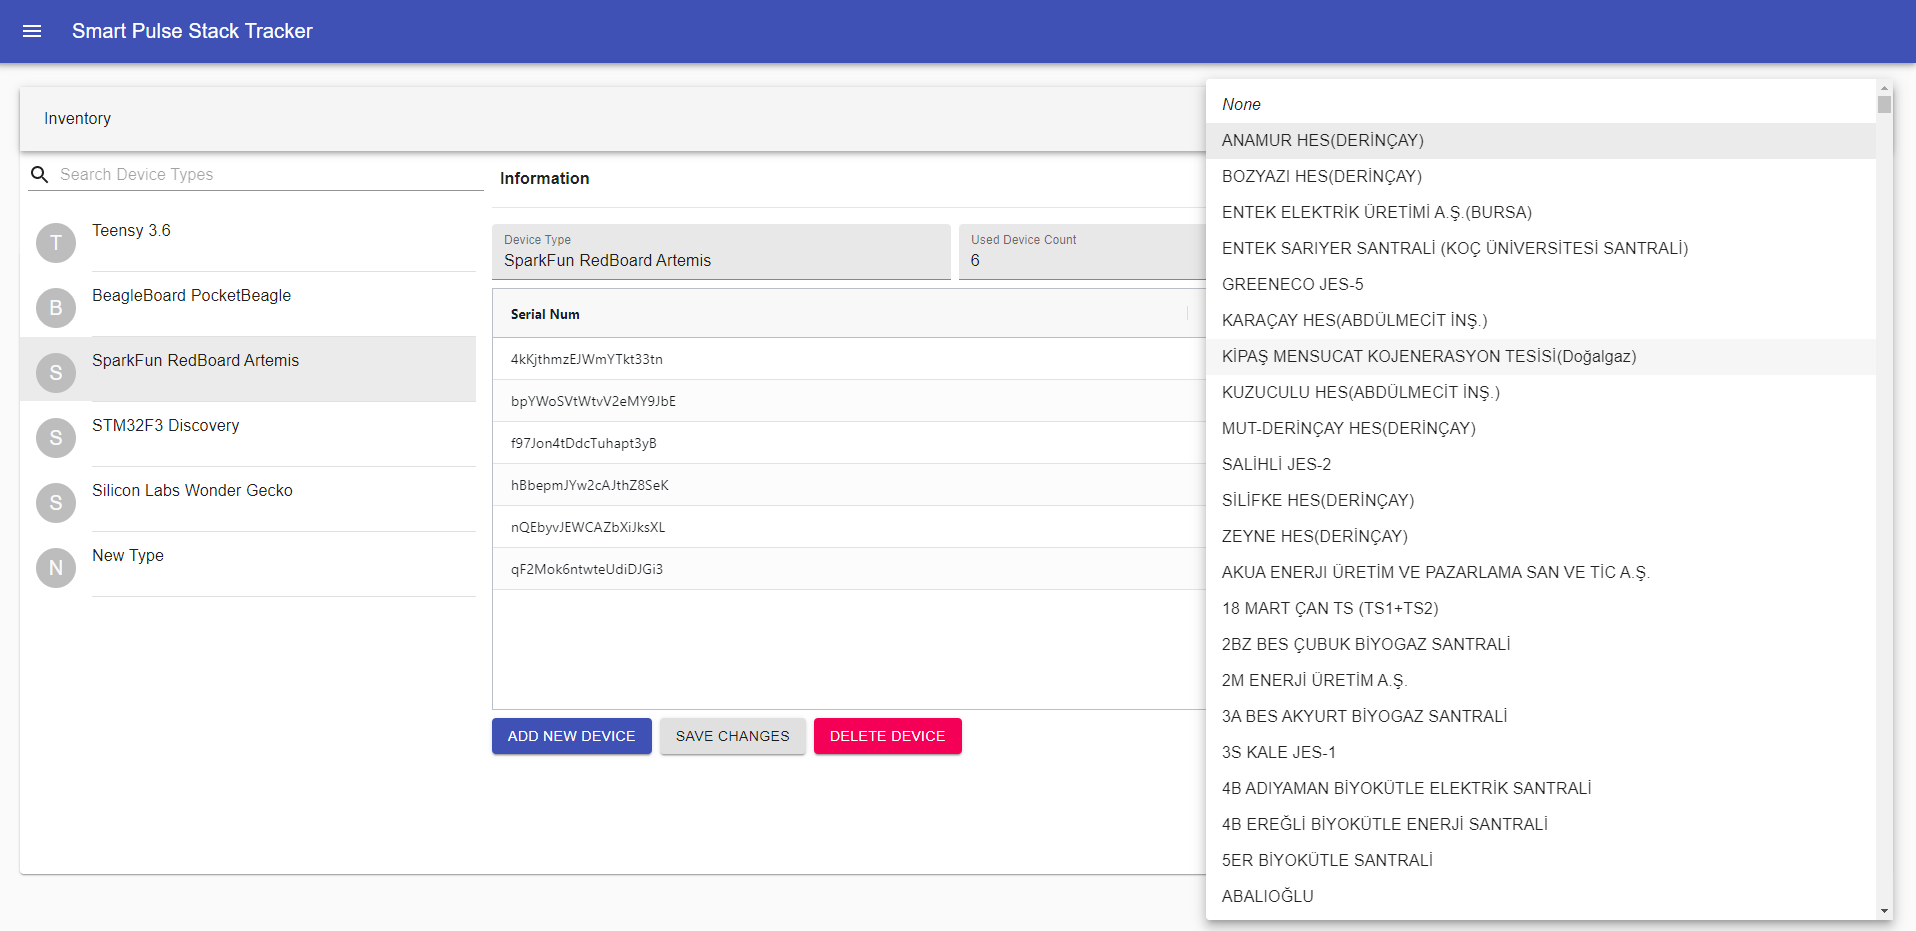 Smart Pulse Stack Tracker
Inventory
Search Device Types
T
Teensy 3.6
B
BeagleBoard PocketBeagle
S
SparkFun RedBoard Artemis
S
STM32F3 Discovery
S
Silicon Labs Wonder Gecko
N
New Type
Information
Device Type
SparkFun RedBoard Artemis
Used Device Count
6
Serial Num
4kKjthmzEJWmYTkt33tn
bpYWoSVtWtvV2eMY9JbE
f97Jon4tDdcTuhapt3yB
hBbepmJYw2cAJthZ8SeK
nQEbyvJEWCAZbXiJksXL
qF2Mok6ntwteUdiDJGi3
ADD NEW DEVICE
SAVE CHANGES
DELETE DEVICE
None
ANAMUR HES(DERİNÇAY)
BOZYAZI HES(DERİNÇAY)
ENTEK ELEKTRİK ÜRETİMİ A.Ş.(BURSA)
ENTEK SARIYER SANTRALİ (KOÇ ÜNİVERSİTESİ SANTRALİ)
GREENECO JES-5
KARAÇAY HES(ABDÜLMECİT İNŞ.)
KİPAŞ MENSUCAT KOJENERASYON TESİSİ(Doğalgaz)
KUZUCULU HES(ABDÜLMECİT İNŞ.)
MUT-DERİNÇAY HES(DERİNÇAY)
SALİHLİ JES-2
SİLİFKE HES(DERİNÇAY)
ZEYNE HES(DERİNÇAY)
AKUA ENERJI ÜRETİM VE PAZARLAMA SAN VE TİC A.Ş.
18 MART ÇAN TS (TS1+TS2)
2BZ BES ÇUBUK BİYOGAZ SANTRALİ
2M ENERJİ ÜRETİM A.Ş.
3A BES AKYURT BİYOGAZ SANTRALİ
3S KALE JES-1
4B ADIYAMAN BİYOKÜTLE ELEKTRİK SANTRALİ
4B EREĞLİ BİYOKÜTLE ENERJİ SANTRALİ
5ER BİYOKÜTLE SANTRALİ
ABALIOĞLU